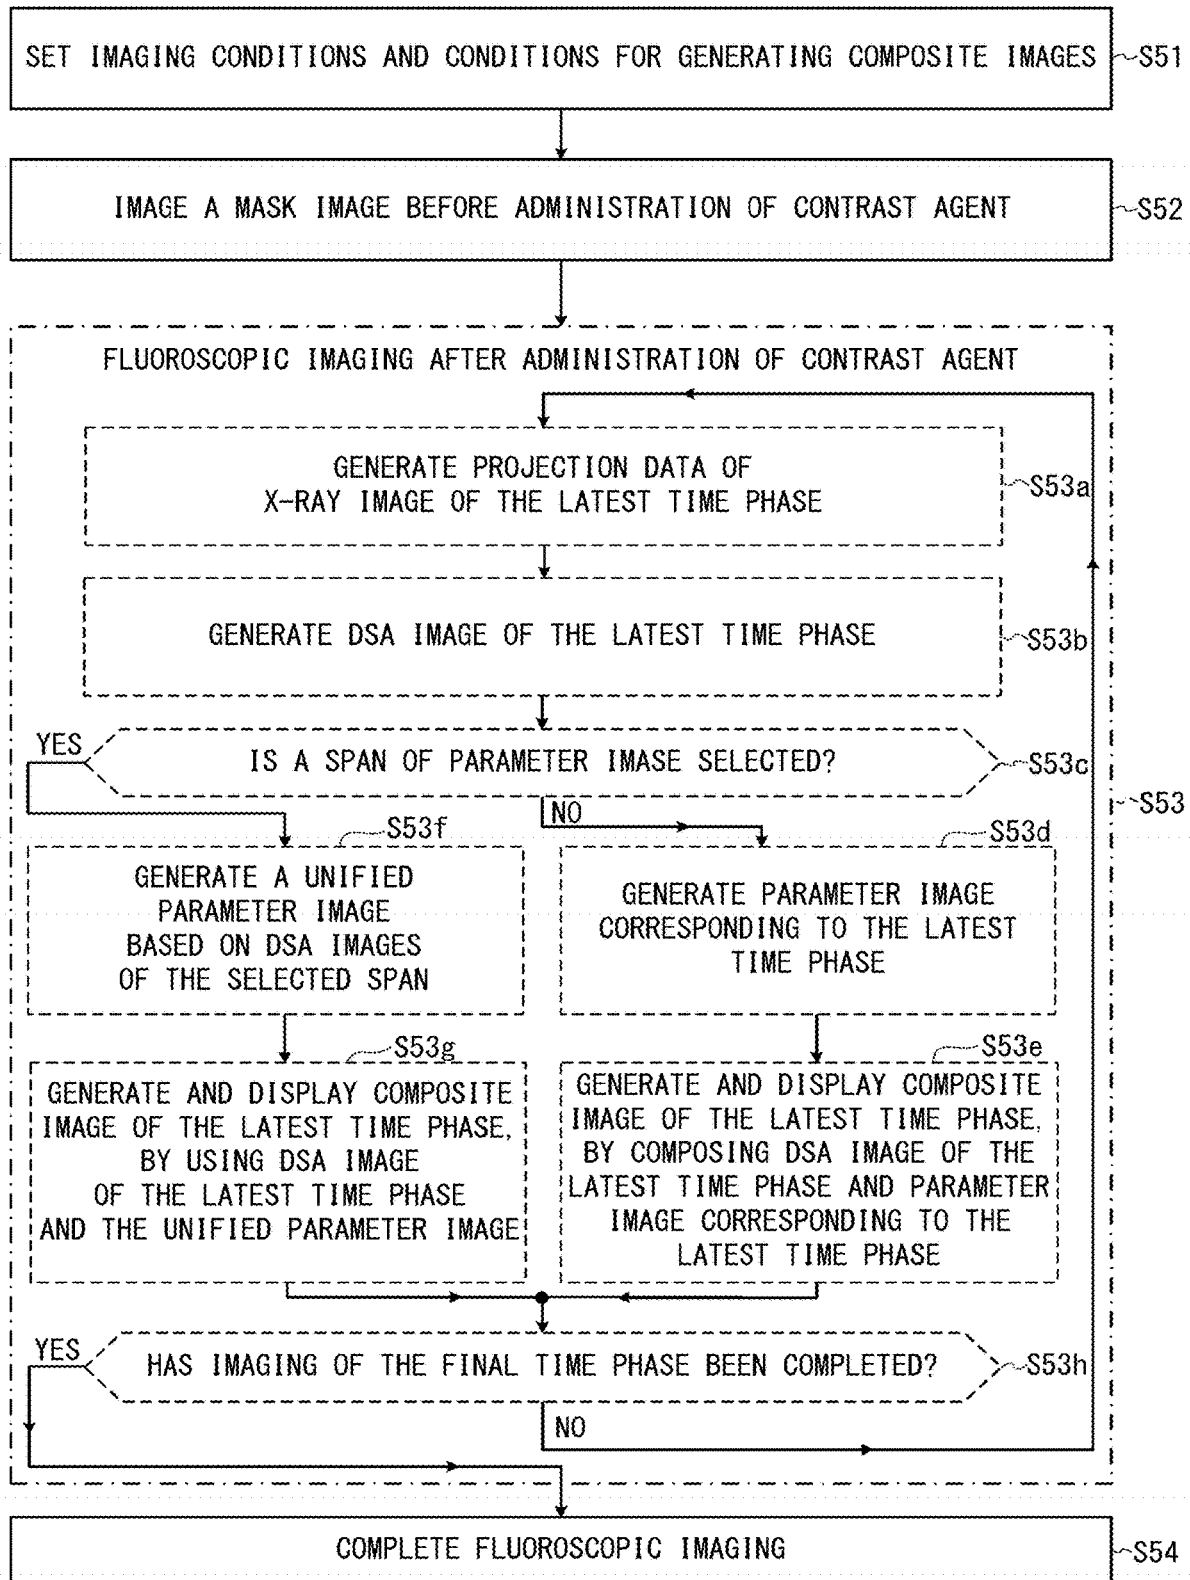 SET IMAGING CONDITIONS AND CONDITIONS FOR GENERATING COMPOSITE IMAGES
S51
IMAGE A MASK IMAGE BEFORE ADMINISTRATION OF CONTRAST AGENT
S52
FLUOROSCOPIC IMAGING AFTER ADMINISTRATION OF CONTRAST AGENT
GENERATE PROJECTION DATA OF
X-RAY IMAGE OF THE LATEST TIME PHASE
S53a
GENERATE DSA IMAGE OF THE LATEST TIME PHASE
S53b
YES
IS A SPAN OF PARAMETER IMASE SELECTED?
S53c
S53
NO
S53f
GENERATE A UNIFIED
PARAMETER IMAGE
BASED ON DSA IMAGES
OF THE SELECTED SPAN
S53d
GENERATE PARAMETER IMAGE
CORRESPONDING TO THE LATEST
TIME PHASE
S53g
GENERATE AND DISPLAY COMPOSITE
IMAGE OF THE LATEST TIME PHASE,
BY USING DSA IMAGE
OF THE LATEST TIME PHASE
AND THE UNIFIED PARAMETER IMAGE
S53e
GENERATE AND DISPLAY COMPOSITE
IMAGE OF THE LATEST TIME PHASE,
BY COMPOSING DSA IMAGE OF THE
LATEST TIME PHASE AND PARAMETER
IMAGE CORRESPONDING TO THE
LATEST TIME PHASE
YES
HAS IMAGING OF THE FINAL TIME PHASE BEEN COMPLETED?
S53h
NO
COMPLETE FLUOROSCOPIC IMAGING
S54